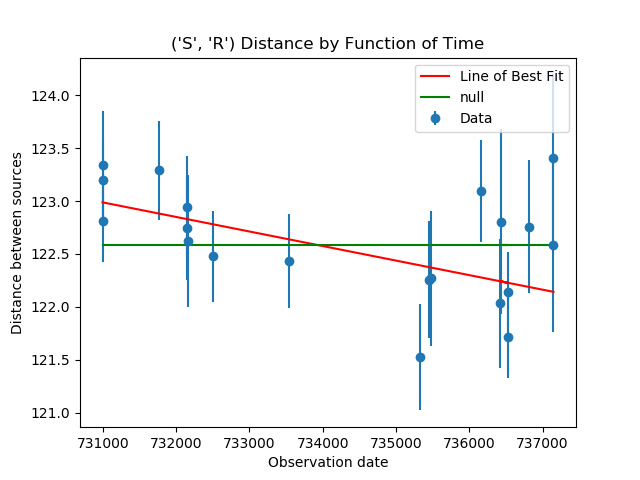 ('S', 'R') Distance by Function of Time
Line of Best Fit
null
Data
124.0
123.5
123.0
122.5
122.0
121.5
121.0
Distance between sources
731000 732000 733000 734000 735000 736000 737000
Observation date